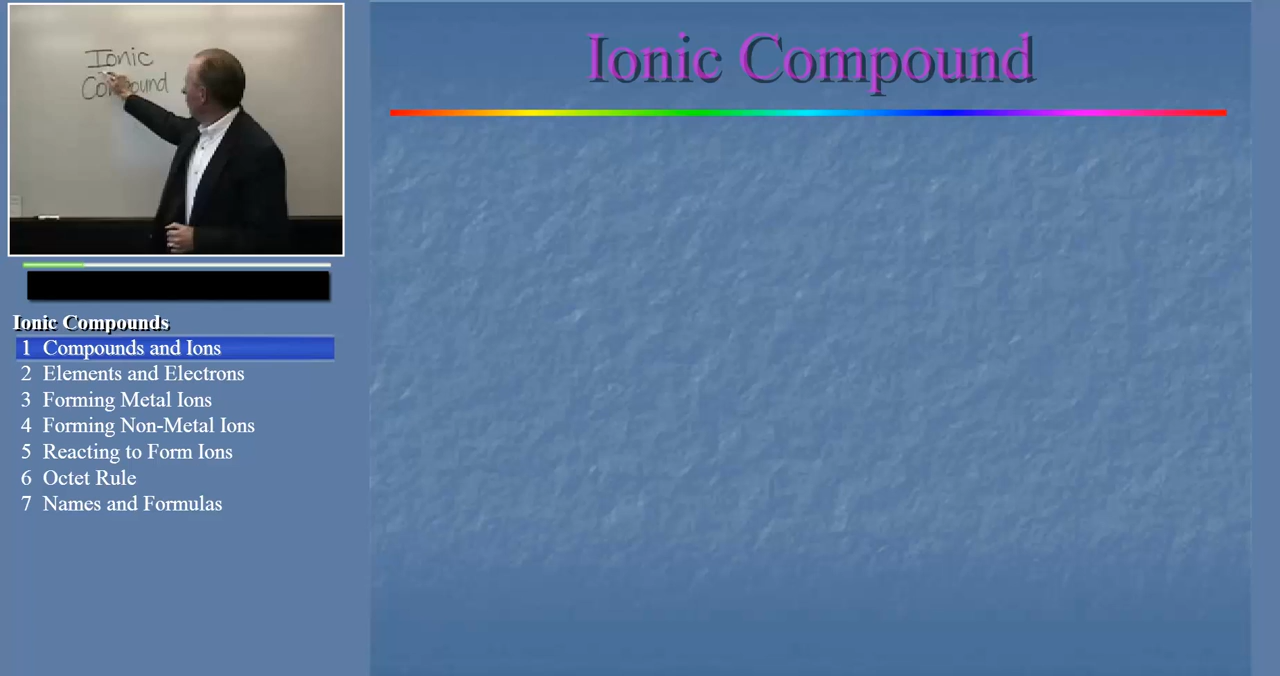 Ionic
Compound
Ionic Compound
Ionic Compounds
1 Compounds and Ions
2 Elements and Electrons
3 Forming Metal Ions
4 Forming Non-Metal Ions
5 Reacting to Form Ions
6 Octet Rule
7 Names and Formulas